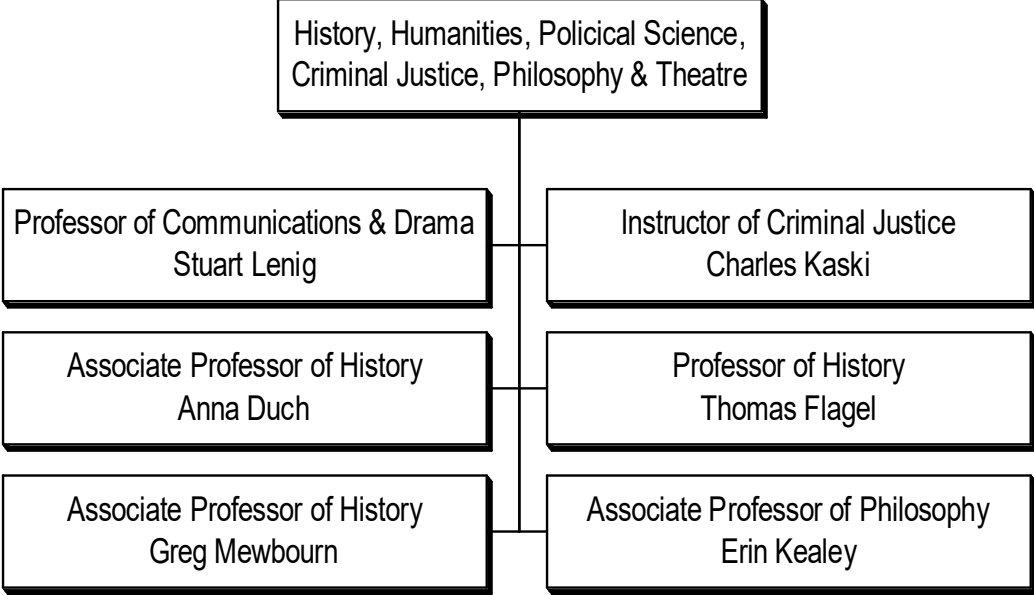 History, Humanities, Policical Science,
Criminal Justice, Philosophy & Theatre
Professor of Communications & Drama
Stuart Lenig
Instructor of Criminal Justice
Charles Kaski
Associate Professor of History
Anna Duch
Professor of History
Thomas Flagel
Associate Professor of History
Greg Mewbourn
Associate Professor of Philosophy
Erin Kealey